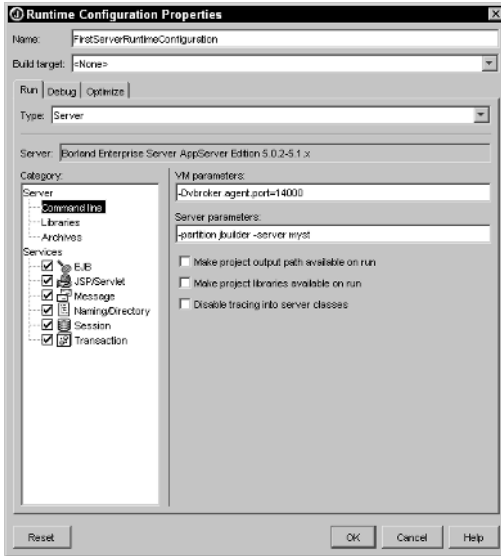 Runtime Configuration Properties
Name: FirstServerRuntimeConfiguration
Build target: <None>
Run Debug Optimize
Type: Server
Server: Borland Enterprise Server AppServer Edition 5.0.2-5.1.x
Category:
Server
Command line
Libraries
Archives
Services
EJB
JSP/Servlet
Message
Naming/Directory
Session
Transaction
VM parameters:
-Dvbroker.agent.port=14000
Server parameters:
-partition jbuilder -server myst
Make project output path available on run
Make project libraries available on run
Disable tracing into server classes
Reset OK Cancel Help